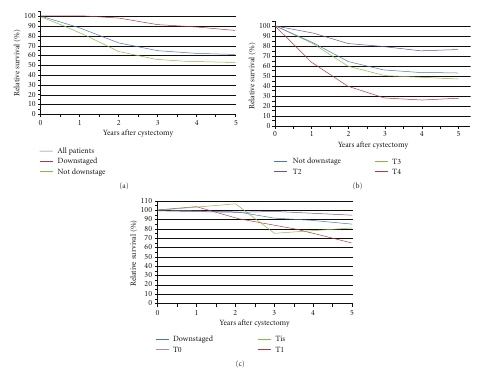 Relative survival (%)
100
90
80
70
60
50
40
30
20
10
0
0 1 2 3 4 5
Years after cystectomy
All patients
Downstaged
Not downstage
(a)
Relative survival (%)
100
90
80
70
60
50
40
30
20
10
0
0 1 2 3 4 5
Years after cystectomy
Not downstage
T2
T3
T4
(b)
Relative survival (%)
110
100
90
80
70
60
50
40
30
20
10
0
0 1 2 3 4 5
Years after cystectomy
Downstaged
T0
Tis
T1
(c)